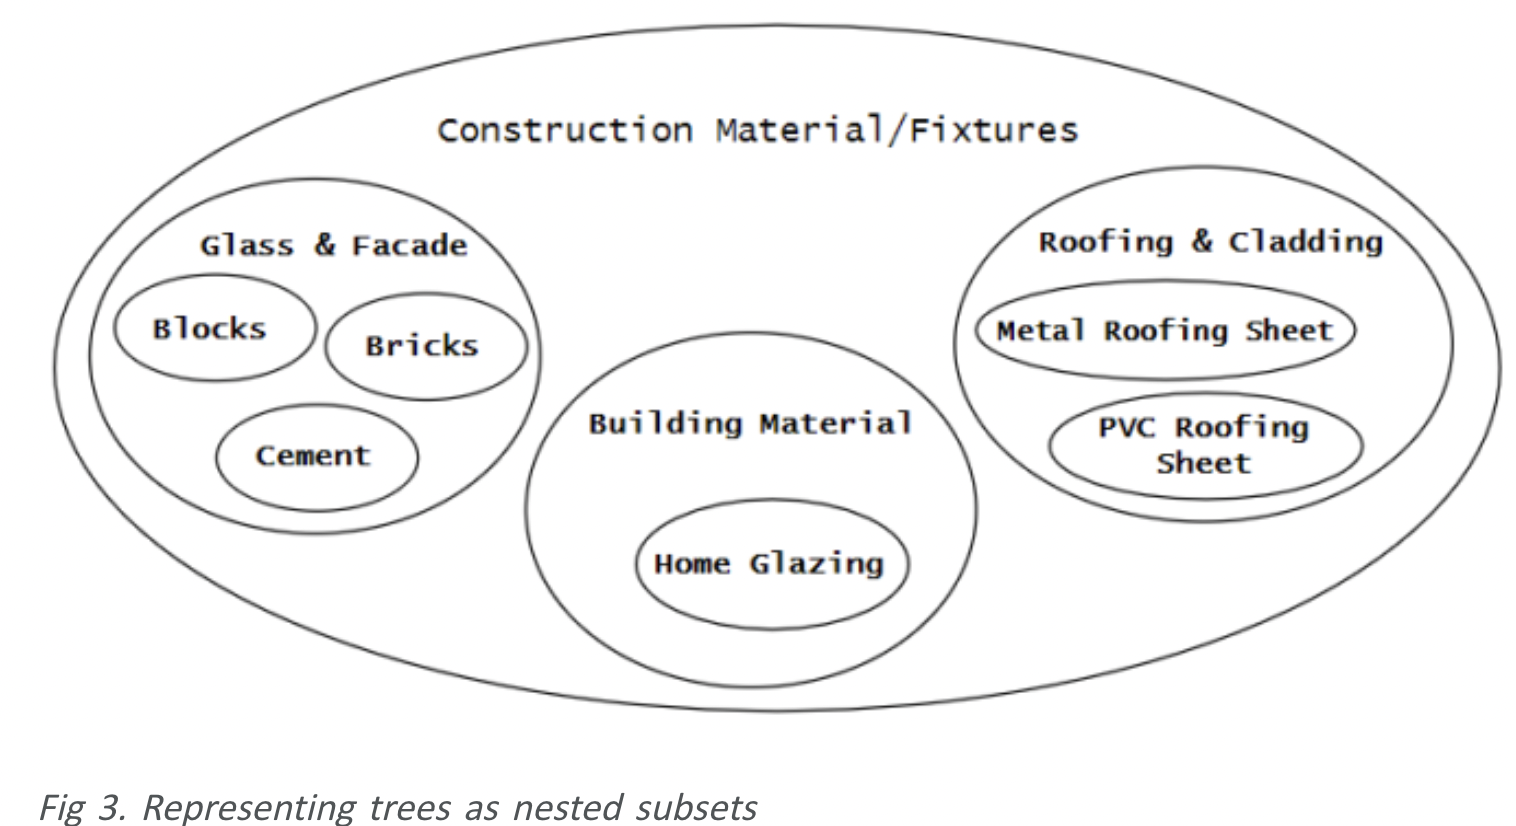 Construction Material/Fixtures
Glass & Facade
Blocks
Bricks
Cement
Building Material
Home Glazing
Roofing & Cladding
Metal Roofing Sheet
PVC Roofing
Sheet
Fig 3. Representing trees as nested subsets